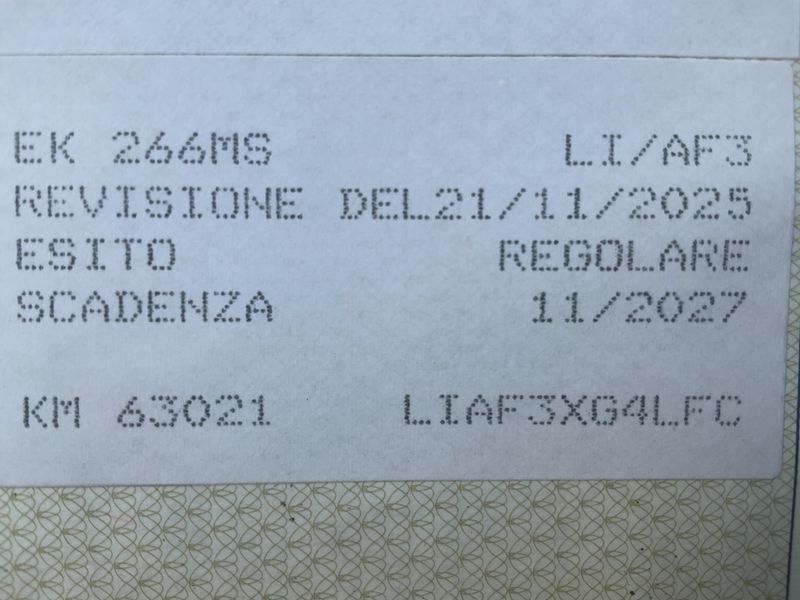 EK 266MS LI/AF3
REVISIONE DEL21/11/2025
ESITO REGOLARE
SCADENZA 11/2027
KM 63021 LIAF3XG4LFC